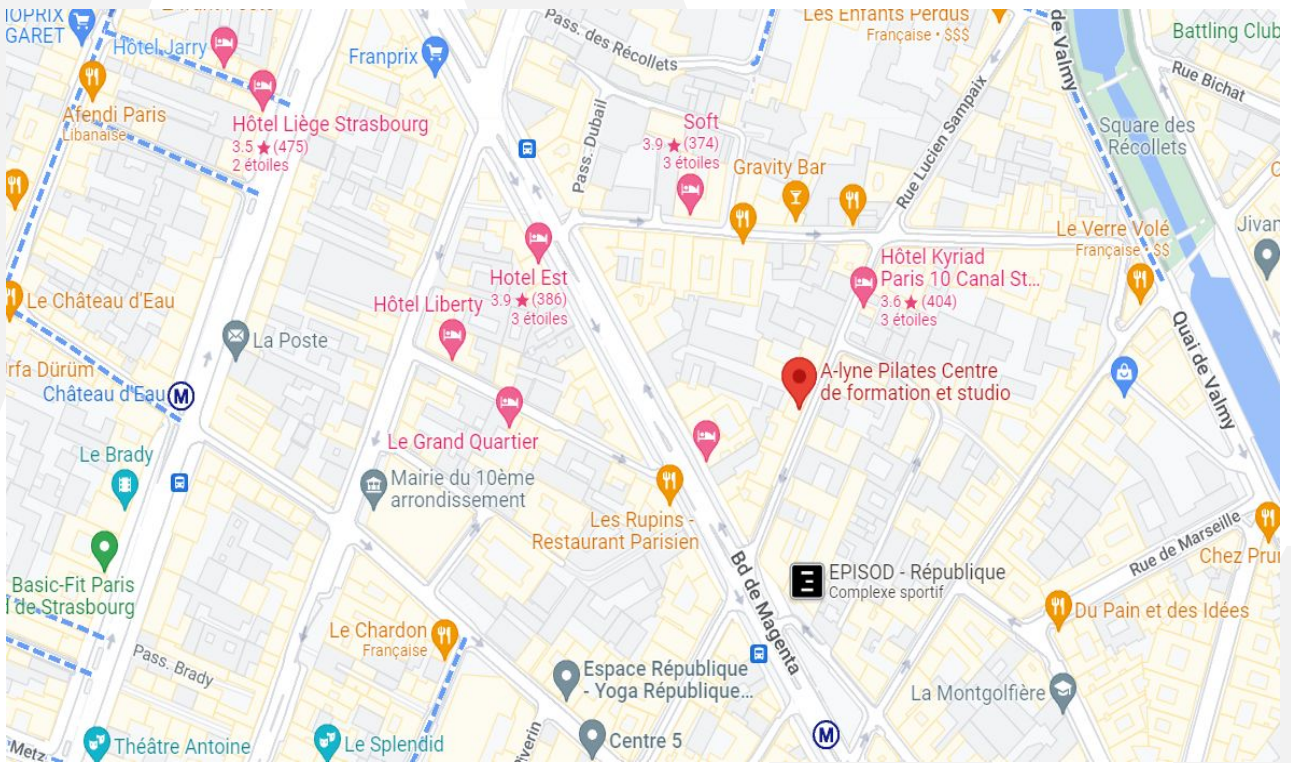 Pass. des Récollets
Les Enfants Perdus
Française • $$$
de Valmy
Battling Club
GARET
Hôtel Jarry
Franprix
Rue Bichat
Afendi Paris
Libanaise
Hôtel Liège Strasbourg
3.5 ★ (475)
2 étoiles
Pass. Dubail
Soft
3.9 ★ (374)
3 étoiles
Gravity Bar
Rue Lucien Sampaix
Square des
Récollets
Le Verre Volé
Française • $$
Hotel Est
3.9 ★ (386)
3 étoiles
Hôtel Kyriad
Paris 10 Canal St...
3.6 ★ (404)
3 étoiles
Le Château d'Eau
Hôtel Liberty
La Poste
Quai de Valmy
rfa Dürüm
Château d'Eau
M
A-lyne Pilates Centre
de formation et studio
Le Grand Quartier
Le Brady
Mairie du 10ème
arrondissement
Les Rupins -
Restaurant Parisien
Rue de Marseille
Chez Prun
Bd de Magenta
EPISOD - République
Complexe sportif
Basic-Fit Paris
d de Strasbourg
Du Pain et des Idées
Le Chardon
Française
Pass. Brady
Espace République
- Yoga République...
La Montgolfière
Metz
Théâtre Antoine
Le Splendid
Centre 5
M